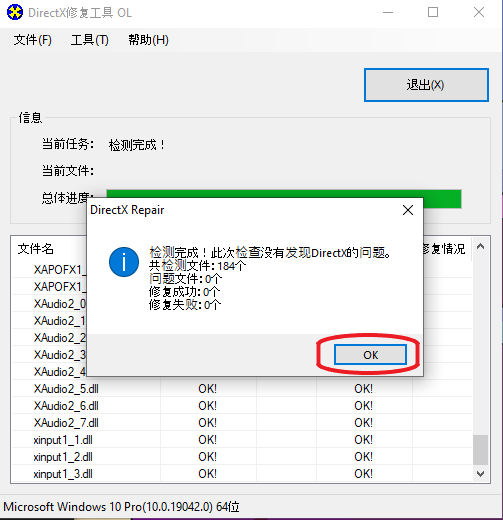 DirectX修复工具 OL
文件(F) 工具(T) 帮助(H)
退出(X)
信息
当前任务: 检测完成！
当前文件:
总体进度:
DirectX Repair
检测完成！此次检查没有发现DirectX的问题。
共检测文件: 184个
问题文件: 0个
修复成功: 0个
修复失败: 0个
OK
文件名 修复情况
XAPOFX1_
XAPOFX1_
XAudio2_0
XAudio2_1
XAudio2_2
XAudio2_3
XAudio2_4
XAudio2_5.dll OK! OK!
XAudio2_6.dll OK! OK!
XAudio2_7.dll OK! OK!
xinput1_1.dll OK! OK!
xinput1_2.dll OK! OK!
xinput1_3.dll OK! OK!
Microsoft Windows 10 Pro(10.0.19042.0) 64位